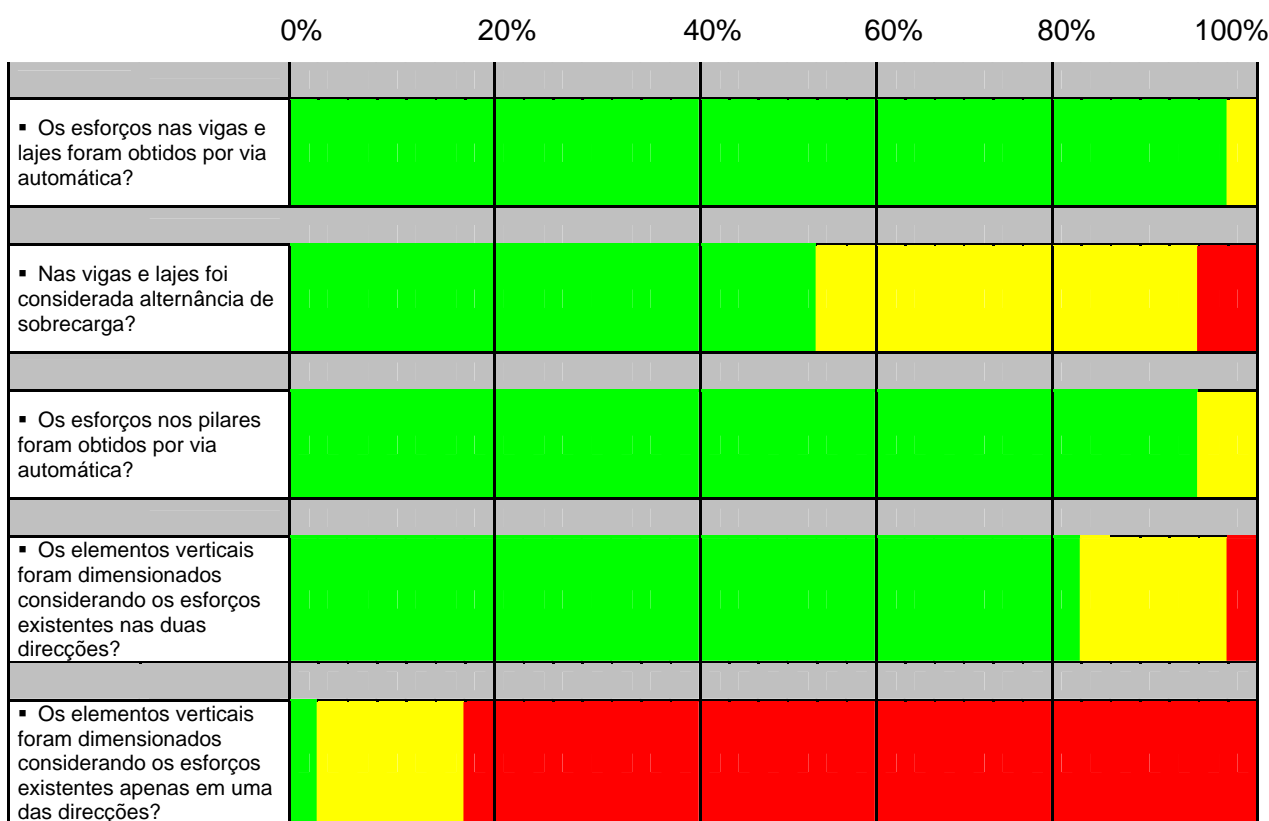 0% 20% 40% 60% 80% 100%
▪ Os esforços nas vigas e
lajes foram obtidos por via
automática?
▪ Nas vigas e lajes foi
considerada alternância de
sobrecarga?
▪ Os esforços nos pilares
foram obtidos por via
automática?
▪ Os elementos verticais
foram dimensionados
considerando os esforços
existentes nas duas
direcções?
▪ Os elementos verticais
foram dimensionados
considerando os esforços
existentes apenas em uma
das direcções?